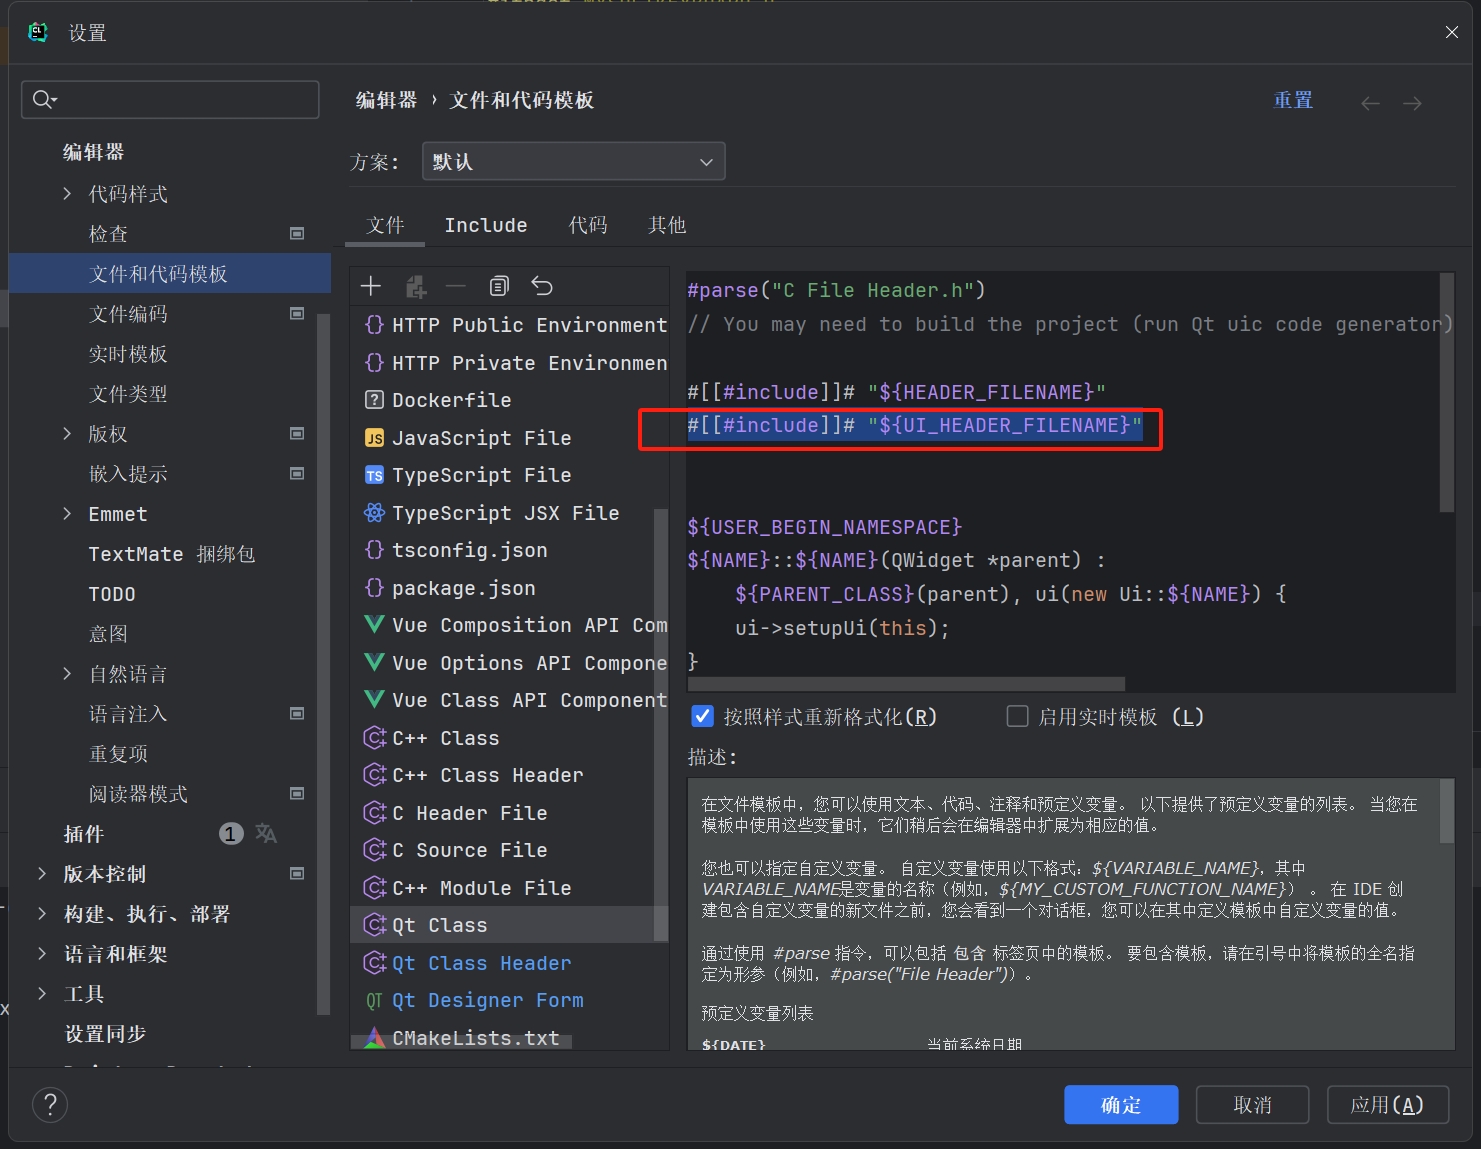 设置
编辑器 › 文件和代码模板
重置
编辑器
代码样式
检查
文件和代码模板
文件编码
实时模板
文件类型
版权
嵌入提示
Emmet
TextMate 捆绑包
TODO
意图
自然语言
语言注入
重复项
阅读器模式
插件 1
版本控制
构建、执行、部署
语言和框架
工具
设置同步
方案：
默认
文件 Include 代码 其他
HTTP Public Environment
HTTP Private Environmen
Dockerfile
JavaScript File
TypeScript File
TypeScript JSX File
tsconfig.json
package.json
Vue Composition API Com
Vue Options API Compone
Vue Class API Component
C++ Class
C++ Class Header
C Header File
C Source File
C++ Module File
Qt Class
Qt Class Header
Qt Designer Form
CMakeLists.txt
#parse("C File Header.h")
// You may need to build the project (run Qt uic code generator)
#[[#include]]# "${HEADER_FILENAME}"
#[[#include]]# "${UI_HEADER_FILENAME}"
${USER_BEGIN_NAMESPACE}
${NAME}::${NAME}(QWidget *parent) :
${PARENT_CLASS}(parent), ui(new Ui::${NAME}) {
ui->setupUi(this);
}
按照样式重新格式化(R)
启用实时模板 (L)
描述：
在文件模板中，您可以使用文本、代码、注释和预定义变量。 以下提供了预定义变量的列表。 当您在
模板中使用这些变量时，它们稍后会在编辑器中扩展为相应的值。
您也可以指定自定义变量。 自定义变量使用以下格式：${VARIABLE_NAME}，其中
VARIABLE_NAME是变量的名称（例如，${MY_CUSTOM_FUNCTION_NAME}） 。 在 IDE 创
建包含自定义变量的新文件之前，您会看到一个对话框，您可以在其中定义模板中自定义变量的值。
通过使用 #parse 指令，可以包括 包含 标签页中的模板。 要包含模板，请在引号中将模板的全名指
定为形参（例如，#parse("File Header")）。
预定义变量列表
${DATE} 当前系统日期
确定
取消
应用(A)